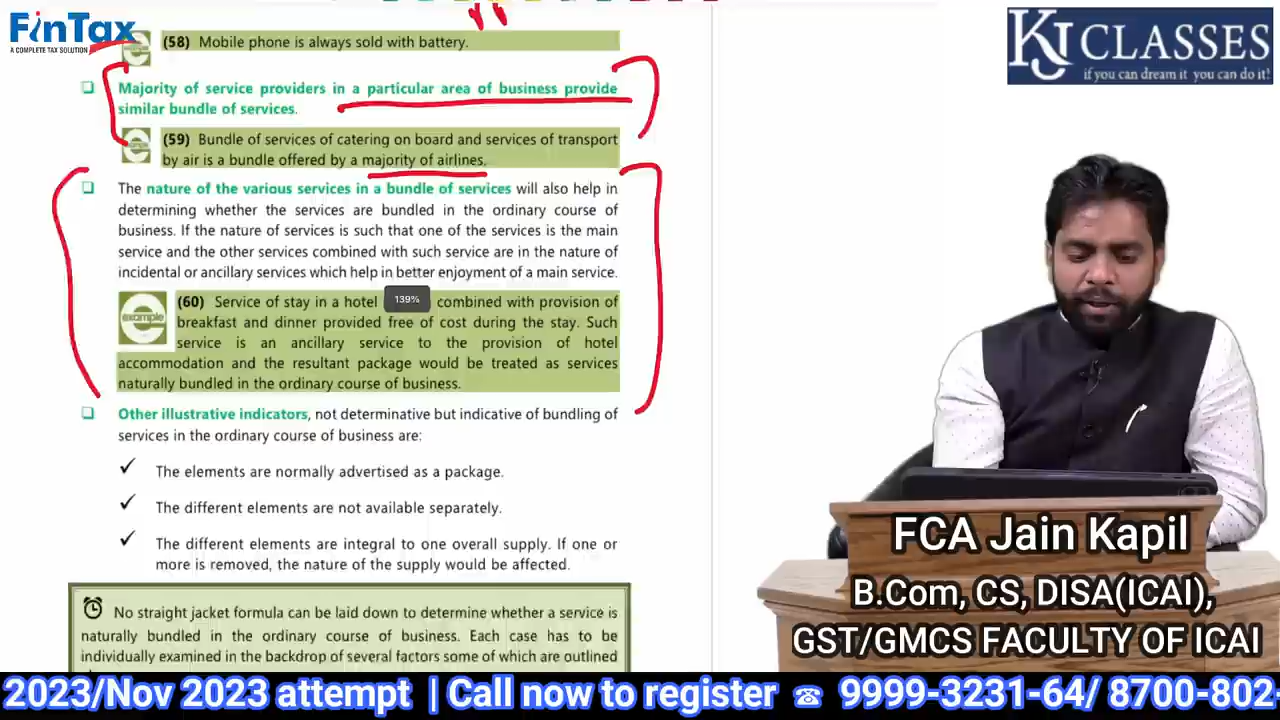 FinTax
A COMPLETE TAX SOLUTION
(58) Mobile phone is always sold with battery.
❑ Majority of service providers in a particular area of business provide
similar bundle of services.
(59) Bundle of services of catering on board and services of transport
by air is a bundle offered by a majority of airlines.
❑ The nature of the various services in a bundle of services will also help in
determining whether the services are bundled in the ordinary course of
business. If the nature of services is such that one of the services is the main
service and the other services combined with such service are in the nature of
incidental or ancillary services which help in better enjoyment of a main service.
example
(60) Service of stay in a hotel 139% combined with provision of
breakfast and dinner provided free of cost during the stay. Such
service is an ancillary service to the provision of hotel
accommodation and the resultant package would be treated as services
naturally bundled in the ordinary course of business.
❑ Other illustrative indicators, not determinative but indicative of bundling of
services in the ordinary course of business are:
✓ The elements are normally advertised as a package.
✓ The different elements are not available separately.
✓ The different elements are integral to one overall supply. If one or
more is removed, the nature of the supply would be affected.
No straight jacket formula can be laid down to determine whether a service is
naturally bundled in the ordinary course of business. Each case has to be
individually examined in the backdrop of several factors some of which are outlined
KJ CLASSES
if you can dream it you can do it!
FCA Jain Kapil
B.Com, CS, DISA(ICAI),
GST/GMCS FACULTY OF ICAI
2023/Nov 2023 attempt | Call now to register ☎ 9999-3231-64/ 8700-802-